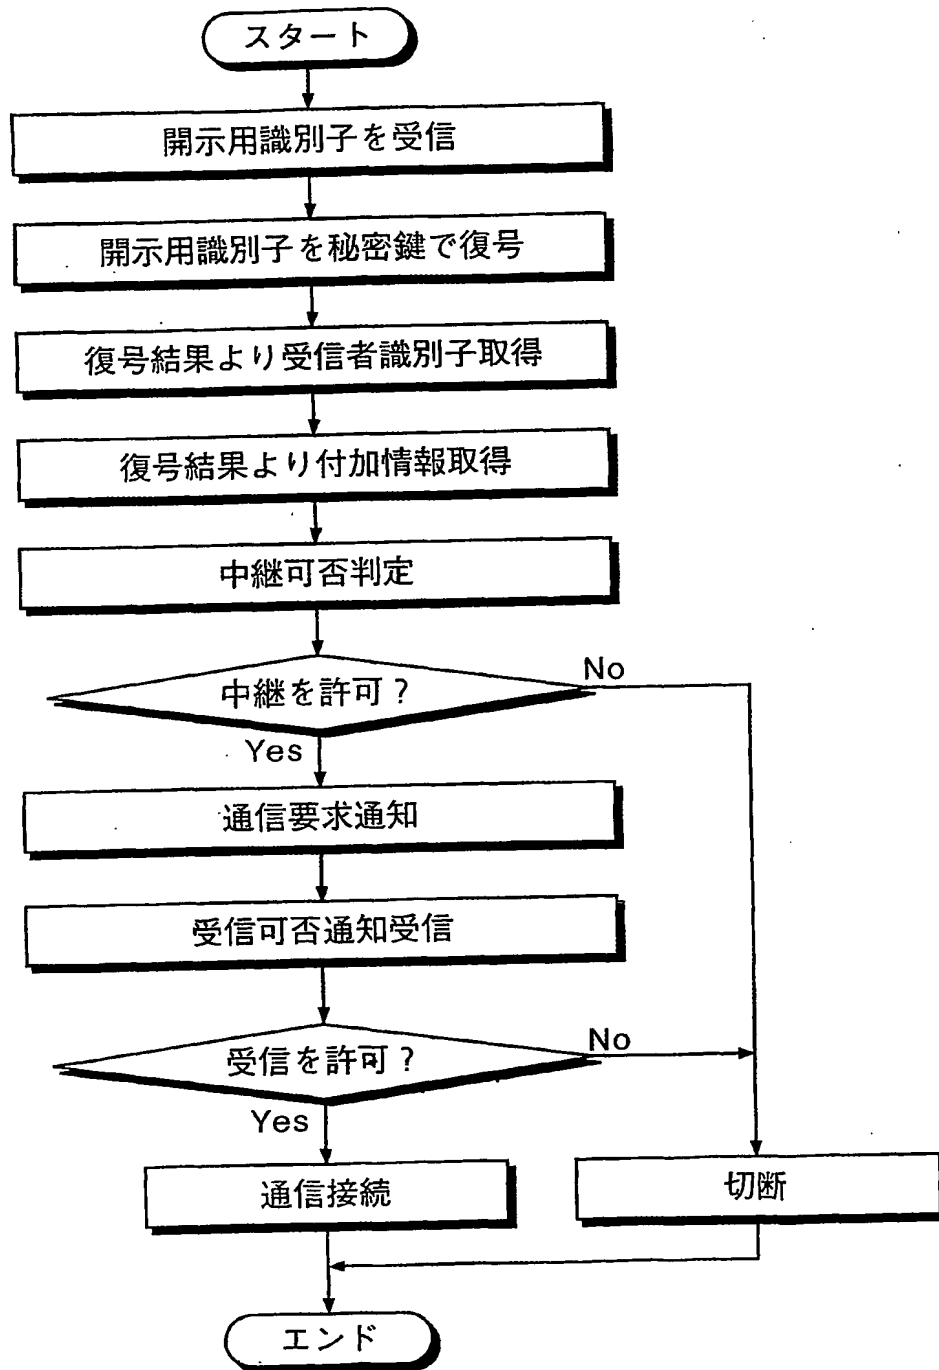 スタート
開示用識別子を受信
開示用識別子を秘密鍵で復号
復号結果より受信者識別子取得
復号結果より付加情報取得
中継可否判定
中継を許可？
No
Yes
通信要求通知
受信可否通知受信
受信を許可？
No
Yes
通信接続
切断
エンド